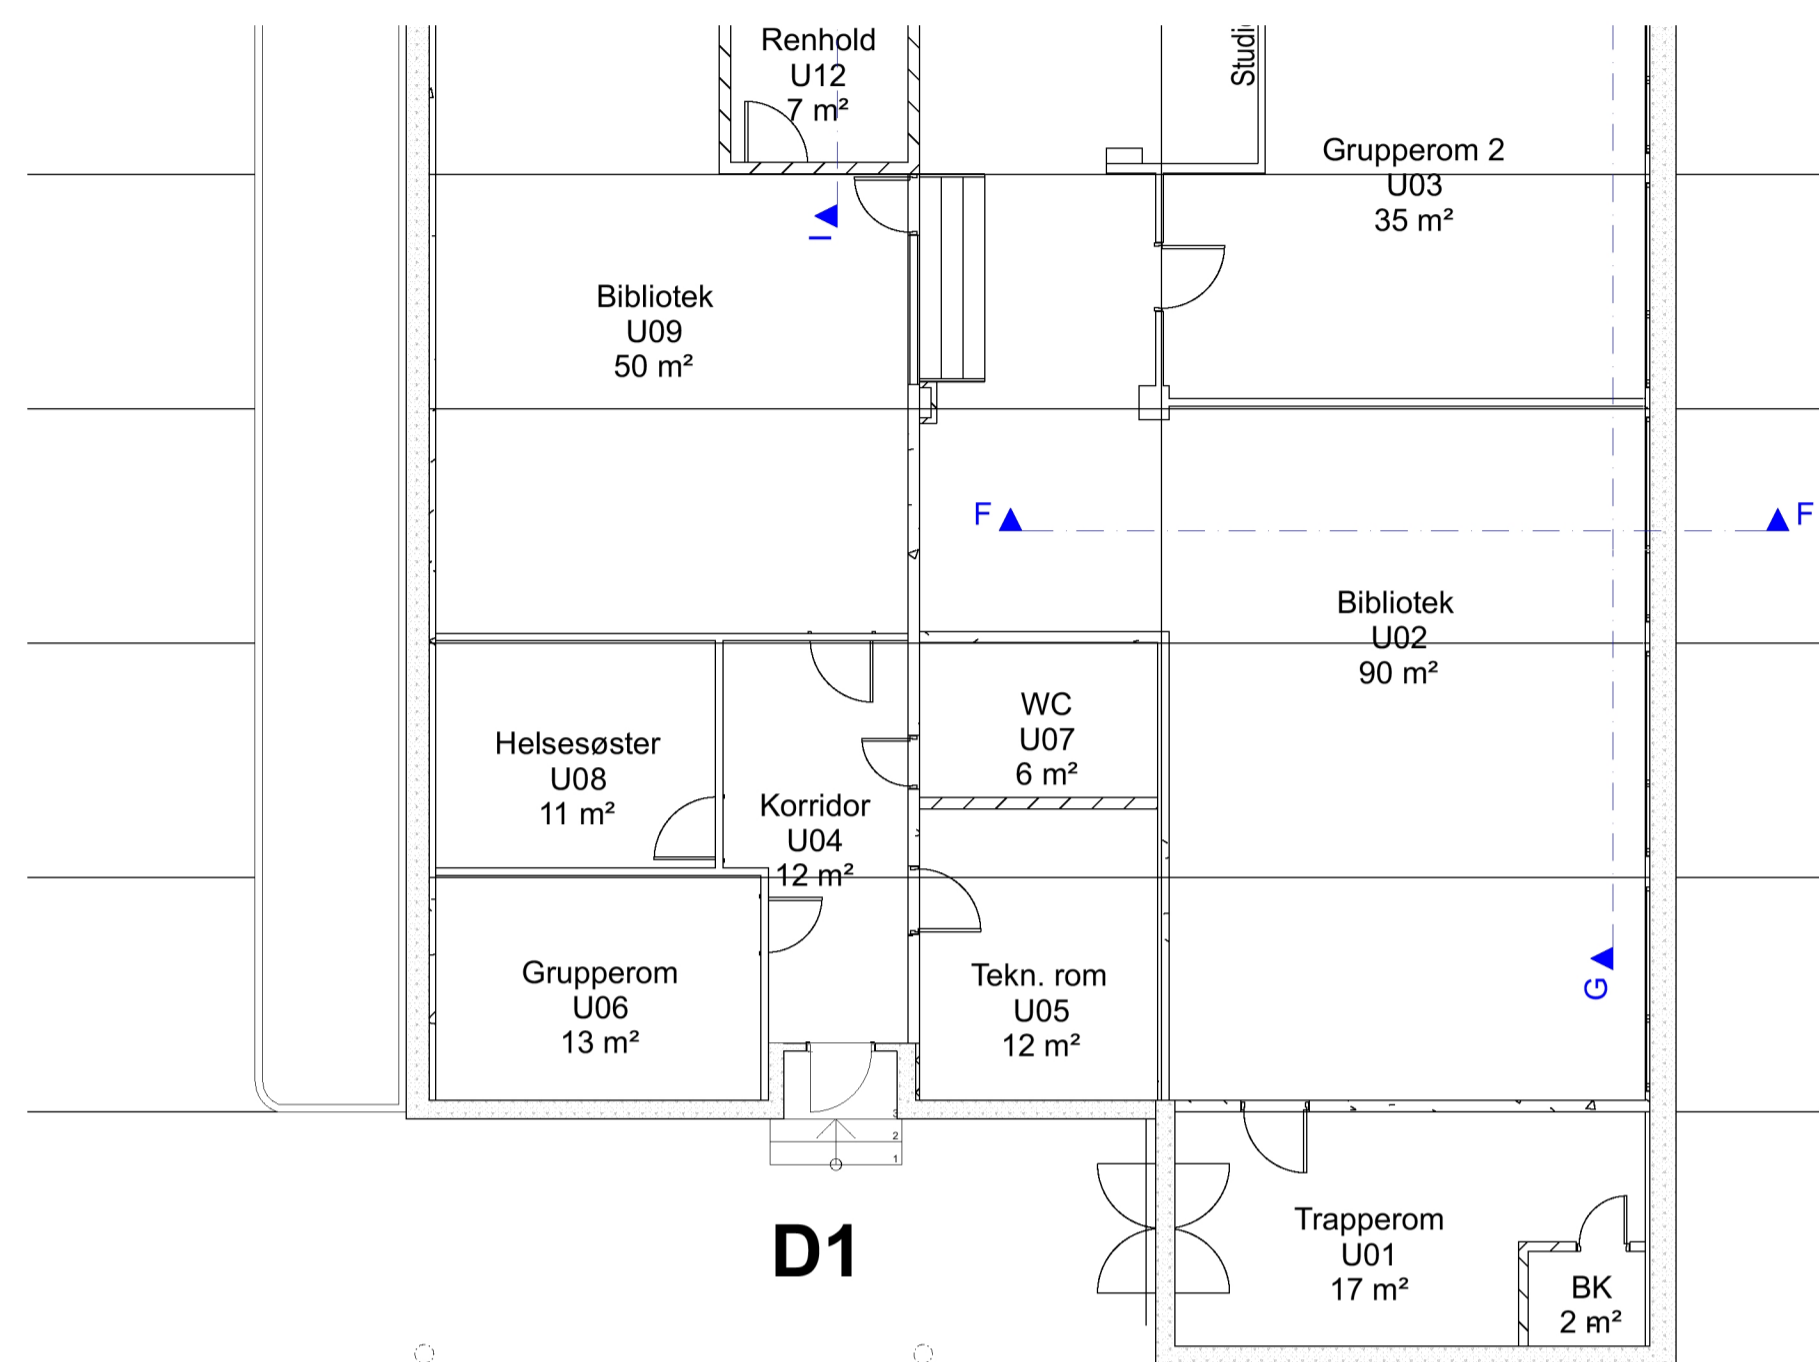 Renhold
U12
7 m²
Studio
Grupperom 2
U03
35 m²
I
Bibliotek
U09
50 m²
F
F
Bibliotek
U02
90 m²
WC
U07
6 m²
Helsesøster
U08
11 m²
Korridor
U04
12 m²
Grupperom
U06
13 m²
Tekn. rom
U05
12 m²
G
3
2
1
D1
Trapperom
U01
17 m²
BK
2 m²